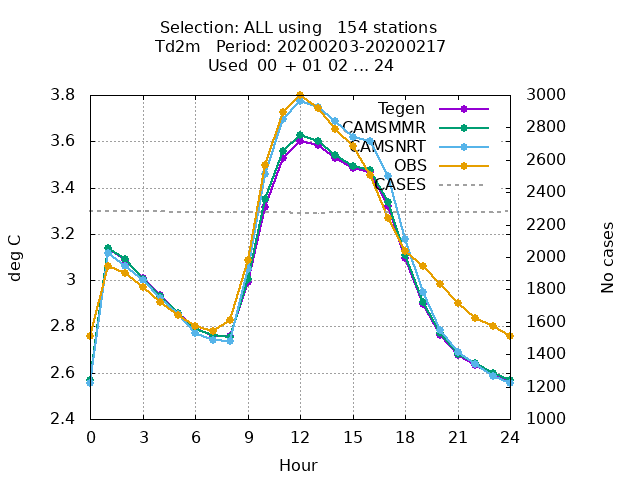 Selection: ALL using   154 stations
Td2m   Period: 20200203-20200217
Used  00 + 01 02 ... 24
3.8
3.6
3.4
3.2
3
2.8
2.6
2.4
deg C
Tegen
CAMSMMR
CAMSNRT
OBS
CASES
3000
2800
2600
2400
2200
2000
1800
1600
1400
1200
1000
No cases
0 3 6 9 12 15 18 21 24
Hour